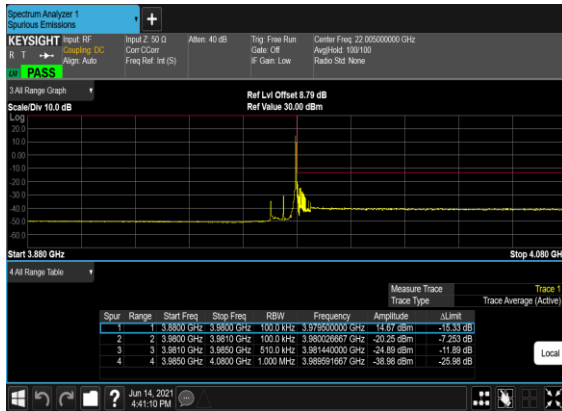 Spectrum Analyzer 1
Spurious Emissions
KEYSIGHT
R T
PASS
Input: RF
Coupling: DC
Align: Auto
Input Z: 50 Ω
Corr CCorr
Freq Ref: Int (S)
Atten: 40 dB
Trig: Free Run
Gate: Off
IF Gain: Low
Center Freq: 22.005000000 GHz
Avg|Hold: 100/100
Radio Std: None
3 All Range Graph
Scale/Div 10.0 dB
Ref Lvl Offset 8.79 dB
Ref Value 30.00 dBm
Log
20.0
10.0
0.00
-10.0
-20.0
-30.0
-40.0
-50.0
-60.0
Start 3.880 GHz
Stop 4.080 GH
4 All Range Table
Measure Trace Trace 1
Trace Type Trace Average (Active)
Spur Range Start Freq Stop Freq RBW Frequency Amplitude ΔLimit
1 1 3.8800 GHz 3.9800 GHz 100.0 kHz 3.979500000 GHz 14.67 dBm -15.33 dB
2 2 3.9800 GHz 3.9810 GHz 100.0 kHz 3.980026667 GHz -20.25 dBm -7.253 dB
3 3 3.9810 GHz 3.9850 GHz 510.0 kHz 3.981440000 GHz -24.89 dBm -11.89 dB
4 4 3.9850 GHz 4.0800 GHz 1.000 MHz 3.989591667 GHz -38.98 dBm -25.98 dB
Local
Jun 14, 2021
4:41:10 PM